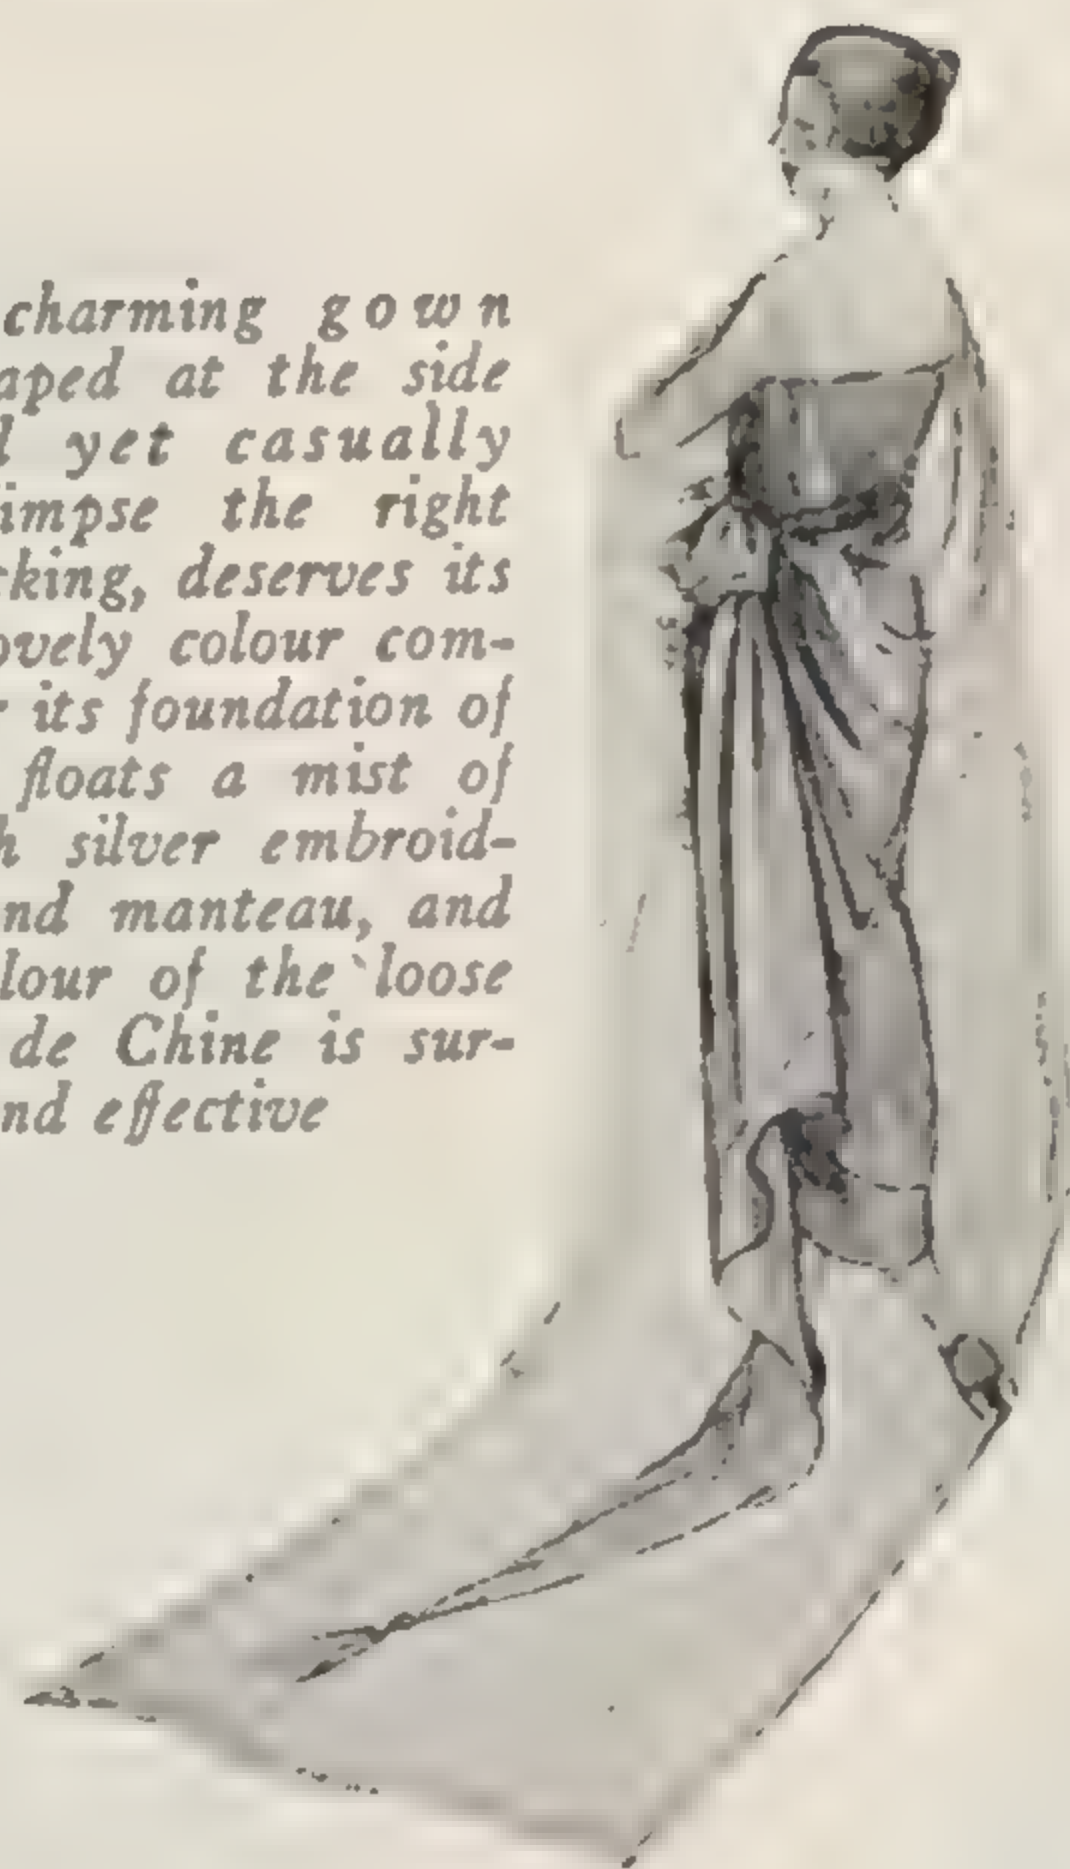 charming gown
aped at the side
yet casually
impse the right
cking, deserves its
ovely colour com-
its foundation of
floats a mist of
h silver embroid-
nd manteau, and
lour of the loose
de Chine is sur-
nd effective